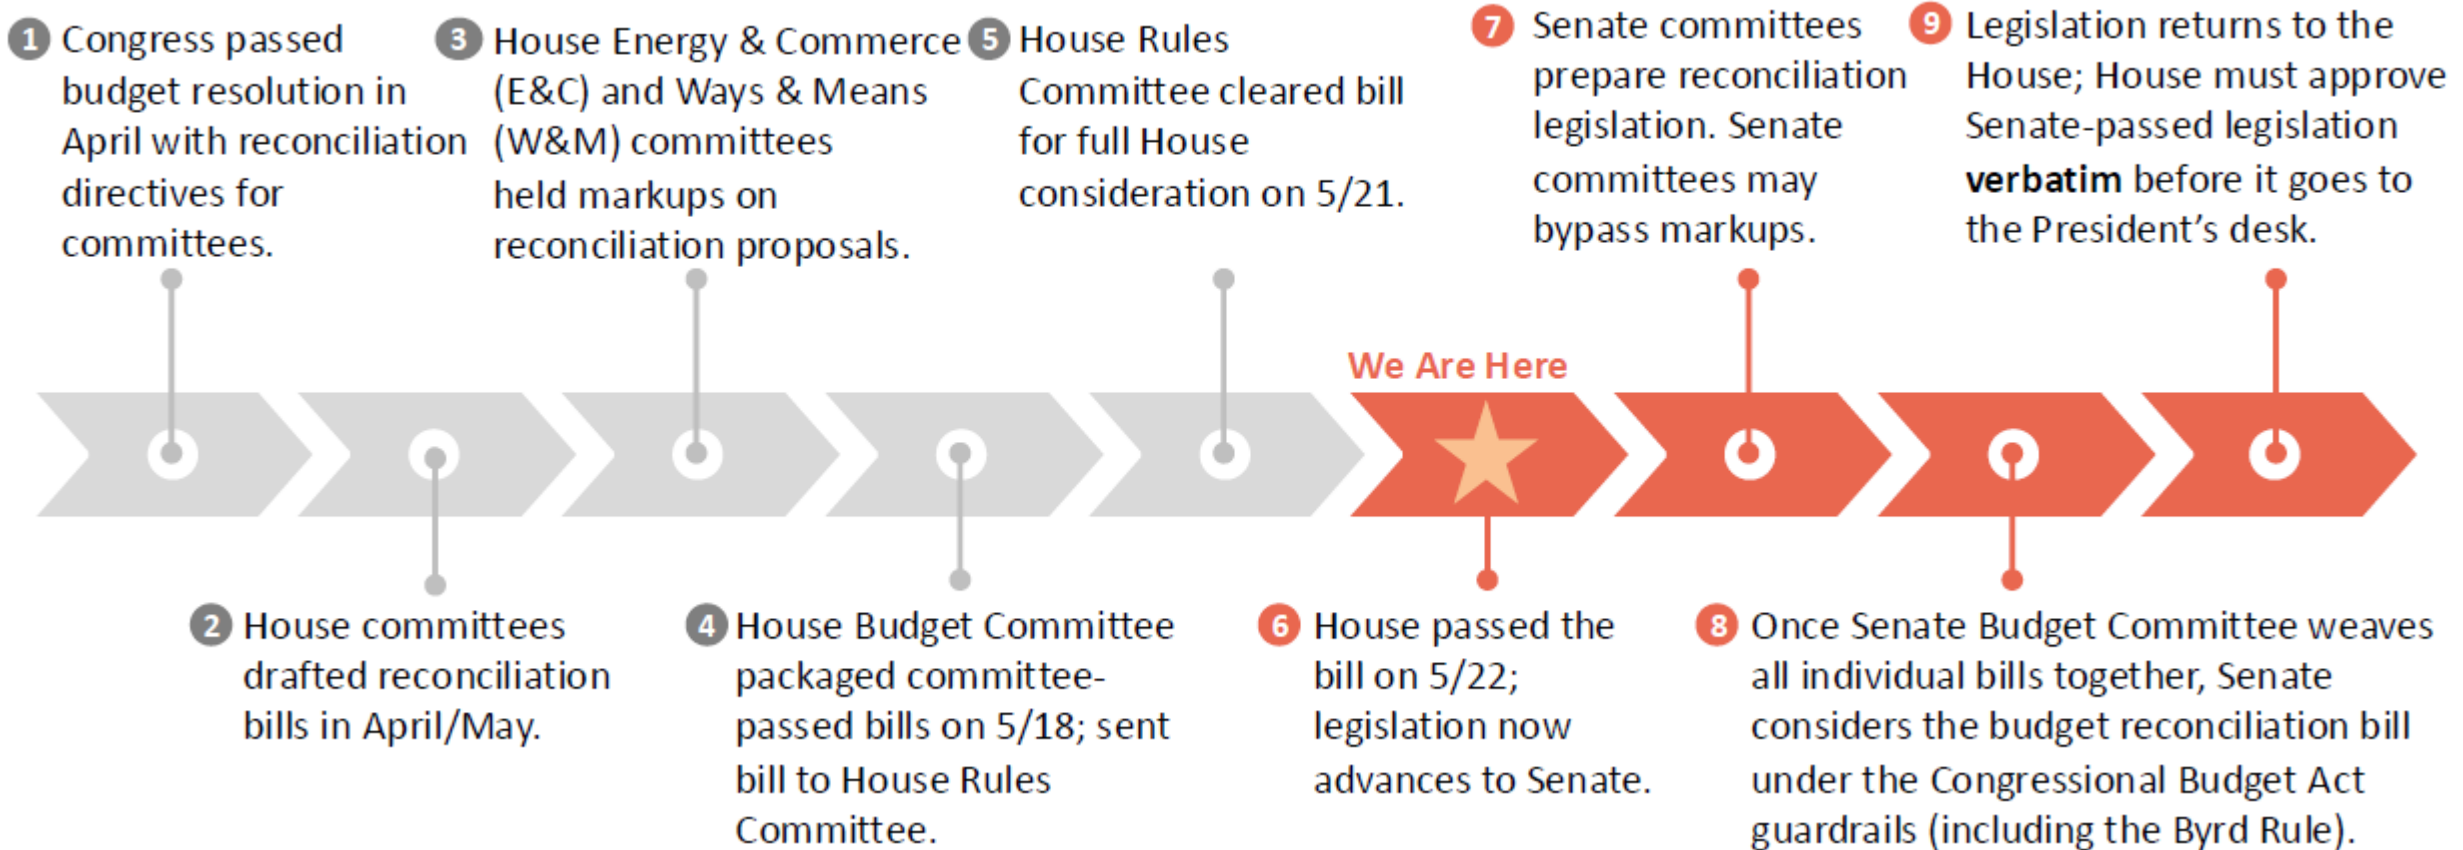 1 Congress passed
budget resolution in
April with reconciliation
directives for
committees.
3 House Energy & Commerce
(E&C) and Ways & Means
(W&M) committees
held markups on
reconciliation proposals.
5 House Rules
Committee cleared bill
for full House
consideration on 5/21.
7 Senate committees
prepare reconciliation
legislation. Senate
committees may
bypass markups.
9 Legislation returns to the
House; House must approve
Senate-passed legislation
verbatim before it goes to
the President’s desk.
We Are Here
2 House committees
drafted reconciliation
bills in April/May.
4 House Budget Committee
packaged committee-
passed bills on 5/18; sent
bill to House Rules
Committee.
6 House passed the
bill on 5/22;
legislation now
advances to Senate.
8 Once Senate Budget Committee weaves
all individual bills together, Senate
considers the budget reconciliation bill
under the Congressional Budget Act
guardrails (including the Byrd Rule).